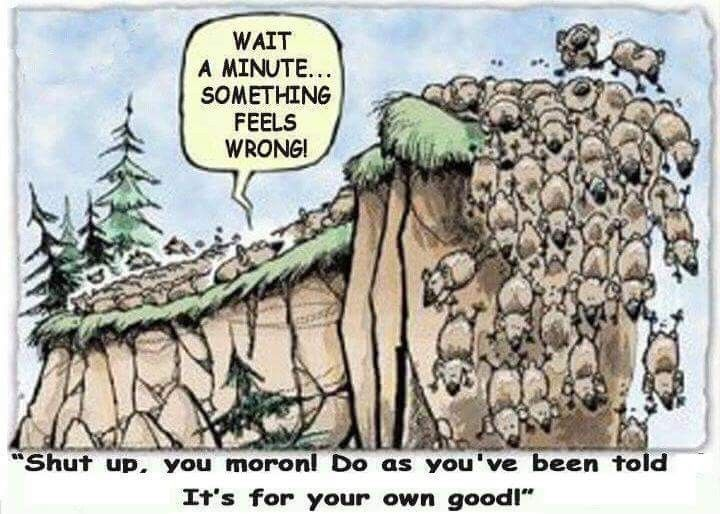 WAIT
A MINUTE...
SOMETHING
FEELS
WRONG!
"Shut up, you moron! Do as you've been told
It's for your own good!"